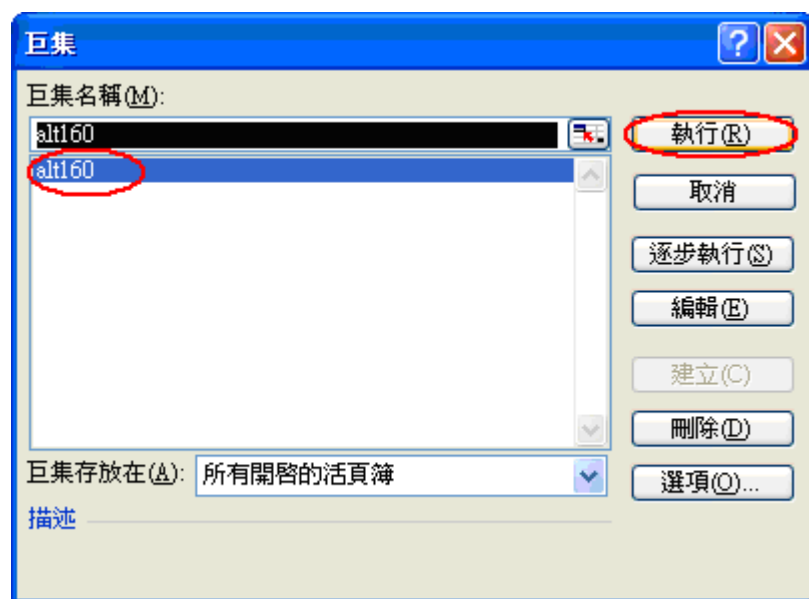 巨集
巨集名稱(M):
alt160
執行(R)
alt160
取消
逐步執行(S)
編輯(E)
建立(C)
刪除(D)
巨集存放在(A):
所有開啓的活頁簿
選項(O)...
描述